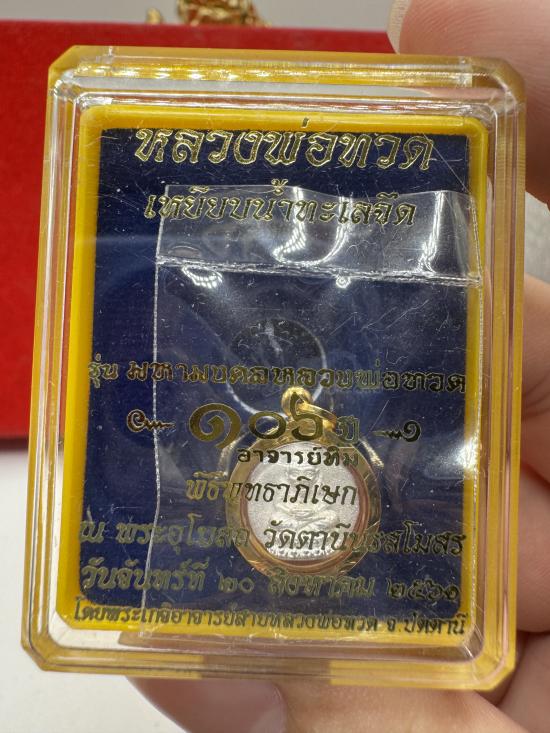 หลวงพ่อทวด
เหยียบน้ำทะเลจืด
รุ่น มหามงคลหลวงพ่อทวด
๑๐๖ ปี
อาจารย์ทิม
พิธีพุทธาภิเษก
ณ พระอุโบสถ วัดตานีนรสโมสร
วันจันทร์ที่ ๒๐ สิงหาคม ๒๕๖๑
โดยพระเกจิอาจารย์สายหลวงพ่อทวด จ.ปัตตานี